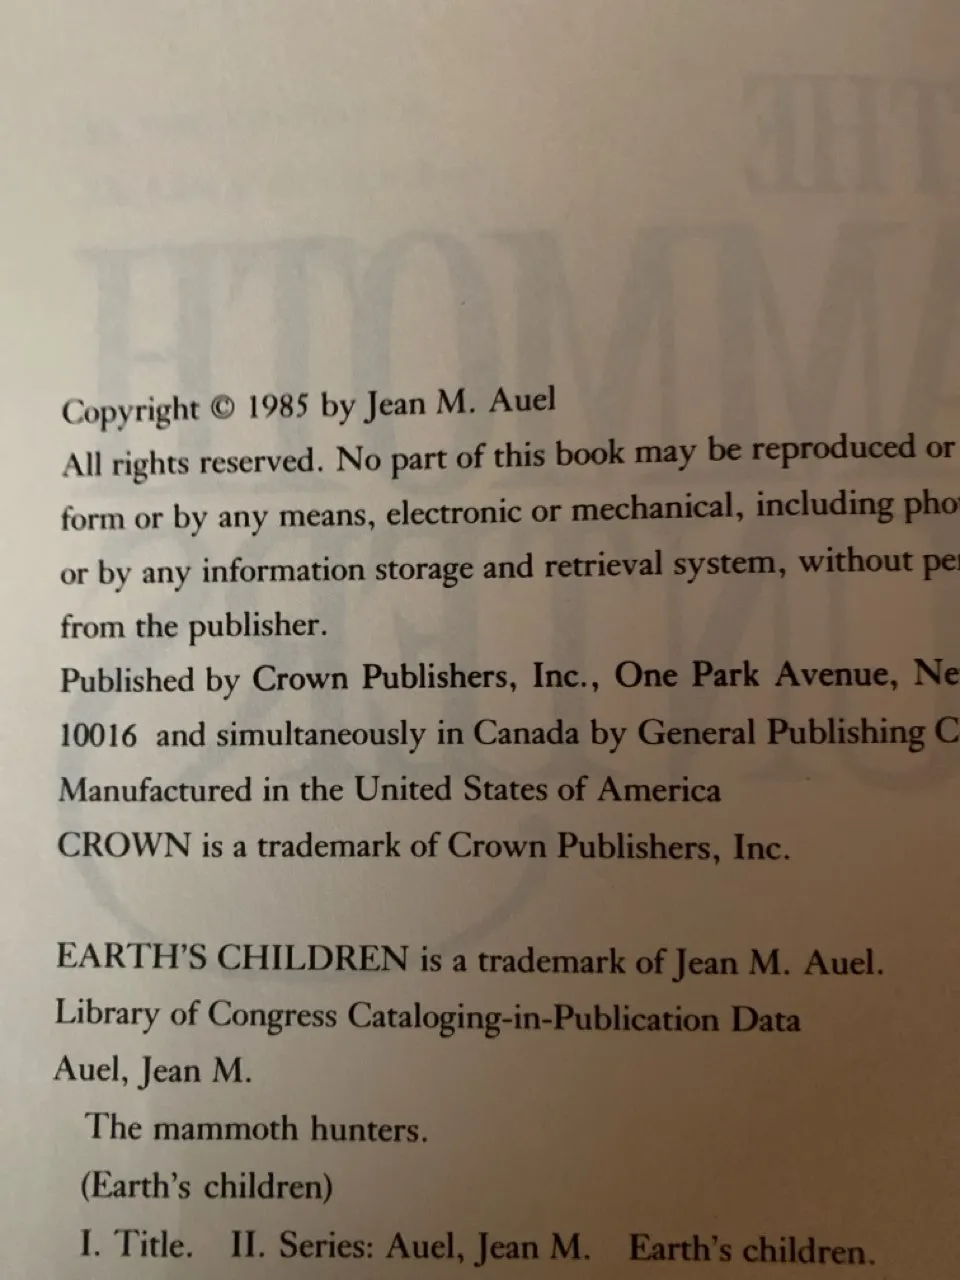 Copyright © 1985 by Jean M. Auel
All rights reserved. No part of this book may be reproduced or
form or by any means, electronic or mechanical, including pho
or by any information storage and retrieval system, without pe
from the publisher.
Published by Crown Publishers, Inc., One Park Avenue, Ne
10016 and simultaneously in Canada by General Publishing C
Manufactured in the United States of America
CROWN is a trademark of Crown Publishers, Inc.
EARTH'S CHILDREN is a trademark of Jean M. Auel.
Library of Congress Cataloging-in-Publication Data
Auel, Jean M.
The mammoth hunters.
(Earth's children)
I. Title. II. Series: Auel, Jean M. Earth's children.